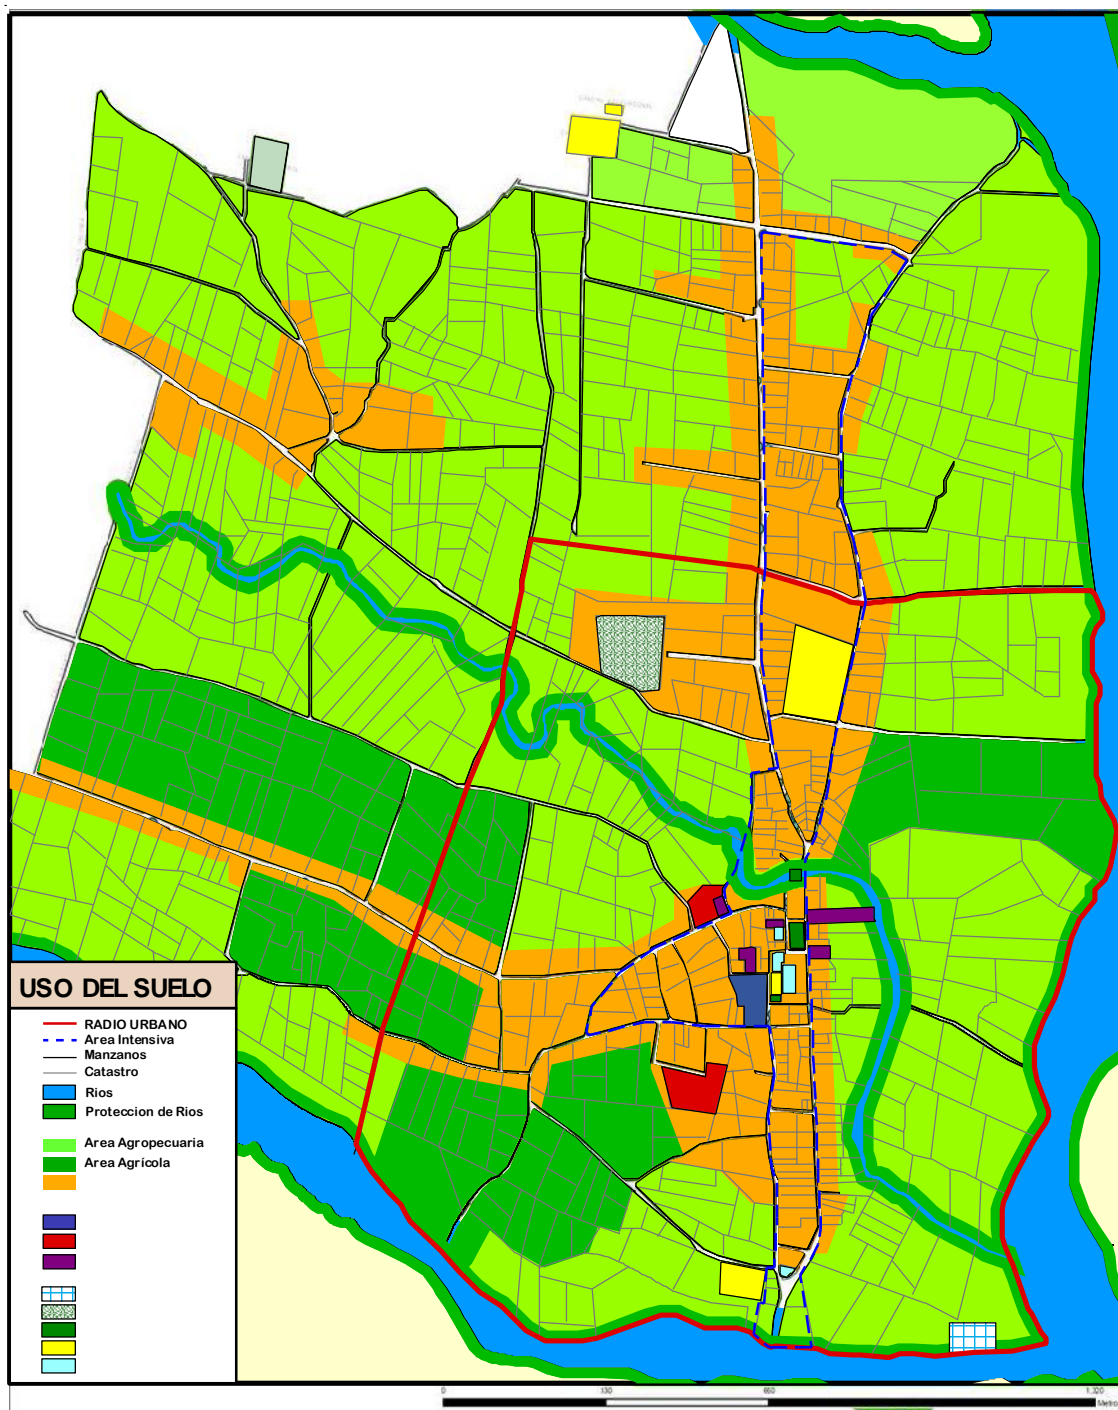 USO DEL SUELO
RADIO URBANO
Area Intensiva
Manzanos
Catastro
Rios
Proteccion de Rios
Area Agropecuaria
Area Agrícola
0 330 660 1,320